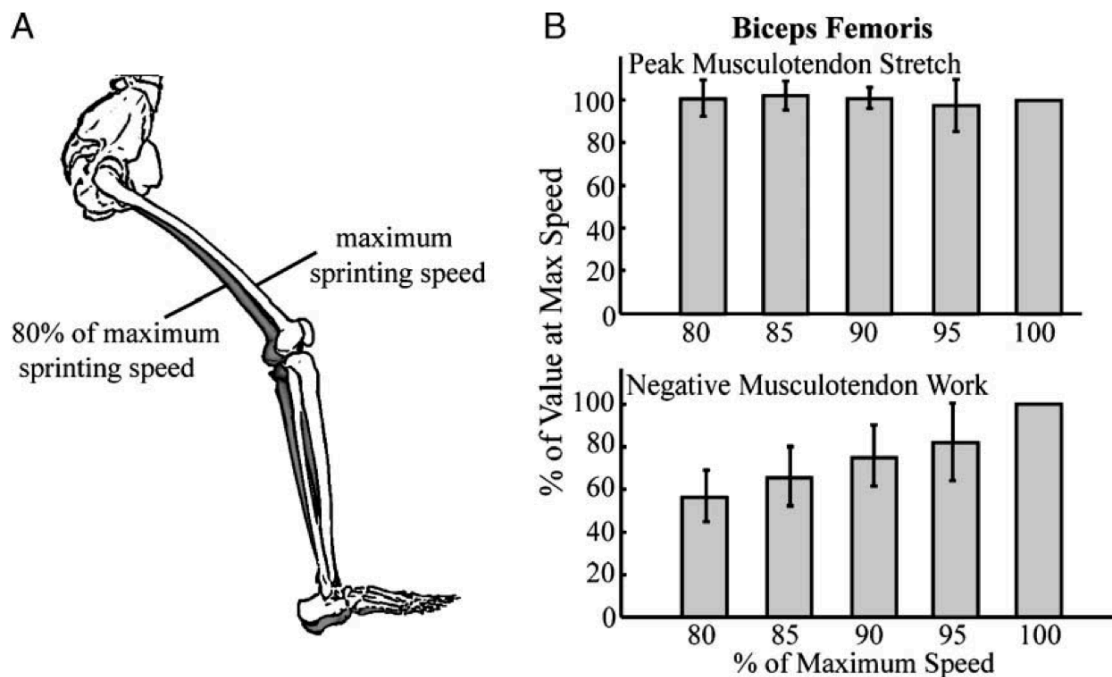 A
maximum
sprinting speed
80% of maximum
sprinting speed
B
Biceps Femoris
Peak Musculotendon Stretch
100
80
60
40
20
0
80 85 90 95 100
% of Value at Max Speed
Negative Musculotendon Work
100
80
60
40
20
0
80 85 90 95 100
% of Maximum Speed